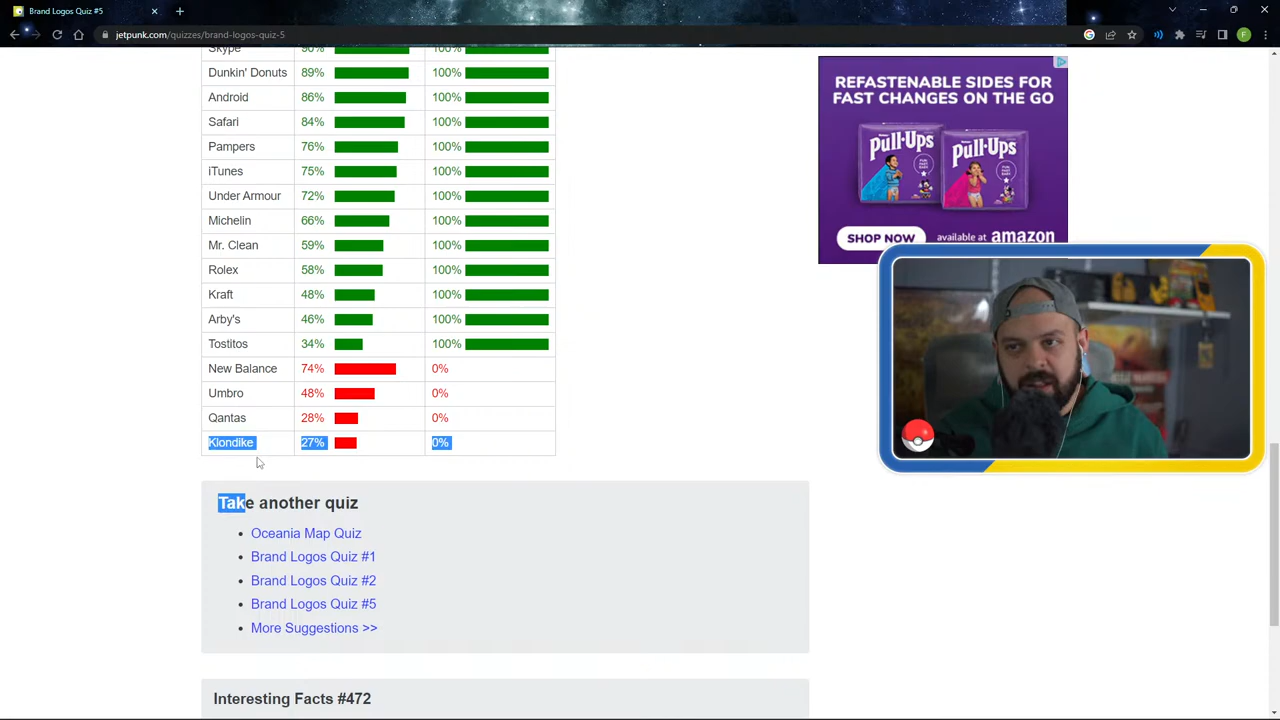 Brand Logos Quiz #5
jetpunk.com/quizzes/brand-logos-quiz-5
F
Skype 90% 100%
Dunkin' Donuts 89% 100%
Android 86% 100%
Safari 84% 100%
Pampers 76% 100%
iTunes 75% 100%
Under Armour 72% 100%
Michelin 66% 100%
Mr. Clean 59% 100%
Rolex 58% 100%
Kraft 48% 100%
Arby's 46% 100%
Tostitos 34% 100%
New Balance 74% 0%
Umbro 48% 0%
Qantas 28% 0%
Klondike 27% 0%
Take another quiz
• Oceania Map Quiz
• Brand Logos Quiz #1
• Brand Logos Quiz #2
• Brand Logos Quiz #5
• More Suggestions >>
Interesting Facts #472
REFASTENABLE SIDES FOR
FAST CHANGES ON THE GO
Pull-Ups Pull-Ups
SHOP NOW available at amazon